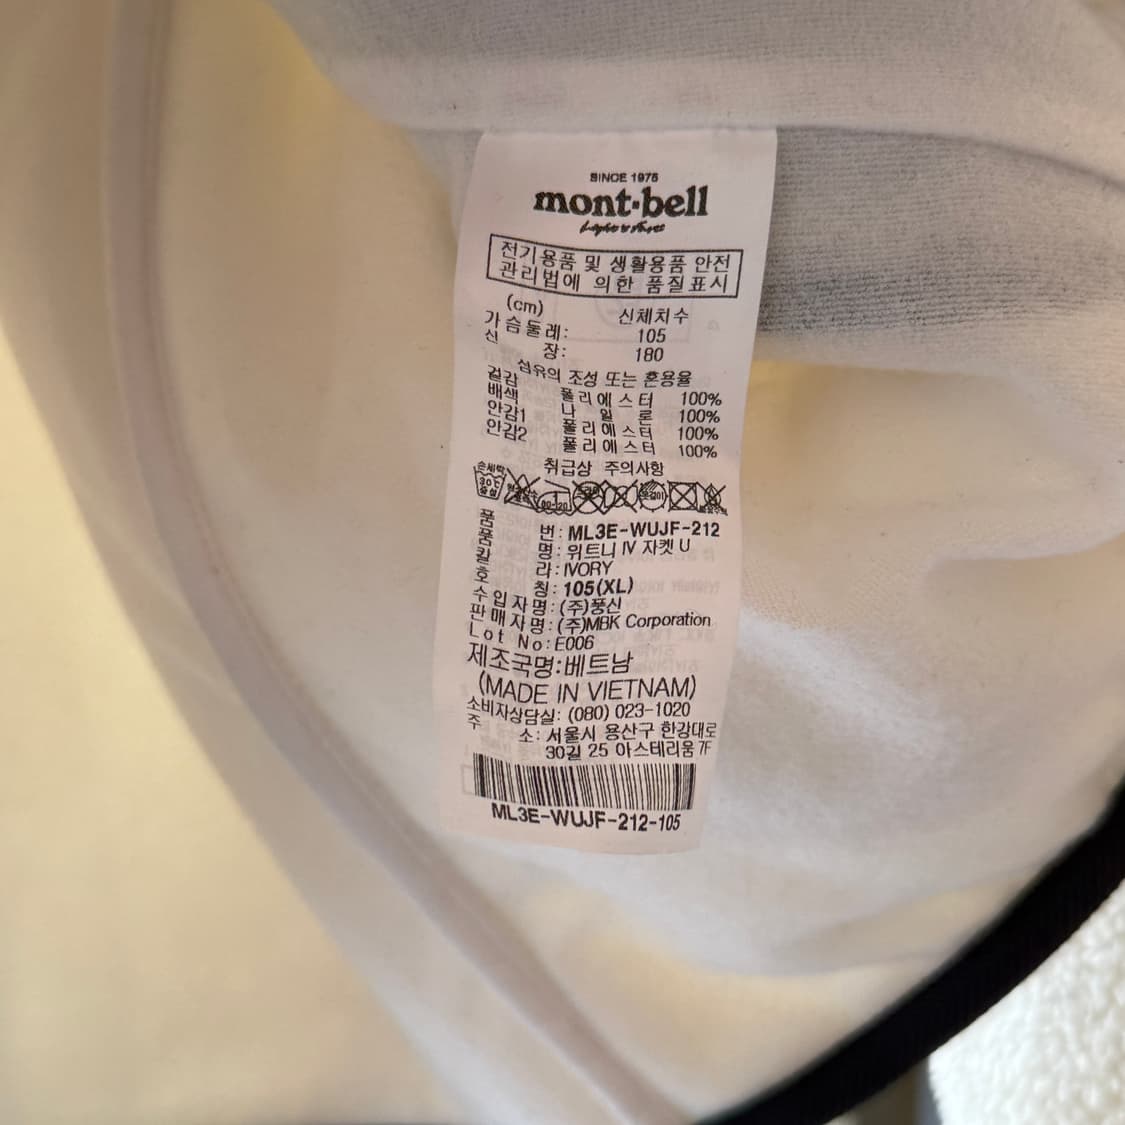 SINCE 1975
mont-bell
Light & Fast
전기용품 및 생활용품 안전
관리법에 의한 품질표시
(cm) 신체치수
가슴둘레: 105
신 장: 180
섬유의 조성 또는 혼용율
겉감 폴리에스터 100%
배색 나 일 론 100%
안감1 폴리에스터 100%
안감2 폴리에스터 100%
취급상 주의사항
손세탁
30℃
중성
품 번: ML3E-WUJF-212
품 명: 위트니 IV 자켓 U
칼 라: IVORY
호 칭: 105(XL)
수입자명: (주)풍신
판매자명: (주)MBK Corporation
Lot No: E006
제조국명:베트남
(MADE IN VIETNAM)
소비자상담실: (080) 023-1020
주 소: 서울시 용산구 한강대로
30길 25 아스테리움 7F
ML3E-WUJF-212-105